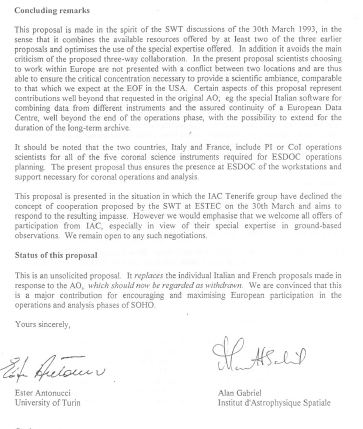 Concluding remarks
This proposal is made in the spirit of the SWT discussions of the 30th March 1993, in the
sense that it combines the available resources offered by at least two of the three earlier
proposals and optimises the use of the special expertise offered. In addition it avoids the main
criticism of the proposed three-way collaboration. In the present proposal scientists choosing
to work within Europe are not presented with a conflict between two locations and are thus
able to ensure the critical concentration necessary to provide a scientific ambiance, comparable
to that which we expect at the EOF in the USA. Certain aspects of this proposal represent
contributions well beyond that requested in the original AO; eg the special Italian software for
combining data from different instruments and the assured continuity of a European Data
Centre, well beyond the end of the operations phase, with the possibility to extend for the
duration of the long-term archive.
It should be noted that the two countries, Italy and France, include PI or CoI operations
scientists for all of the five coronal science instruments required for ESDOC operations
planning. The present proposal thus ensures the presence at ESDOC of the workstations and
support necessary for coronal operations and analysis.
This proposal is presented in the situation in which the IAC Tenerife group have declined the
concept of cooperation proposed by the SWT at ESTEC on the 30th March and aims to
respond to the resulting impasse. However we would emphasise that we welcome all offers of
participation from IAC, especially in view of their special expertise in ground-based
observations. We remain open to any such negotiations.
Status of this proposal
This is an unsolicited proposal. It replaces the individual Italian and French proposals made in
response to the AO, which should now be regarded as withdrawn. We are convinced that this
is a major contribution for encouraging and maximising European participation in the
operations and analysis phases of SOHO.
Yours sincerely,
Ester Antonucci
Ester Antonucci
University of Turin
Alan Gabriel
Institut d'Astrophysique Spatiale